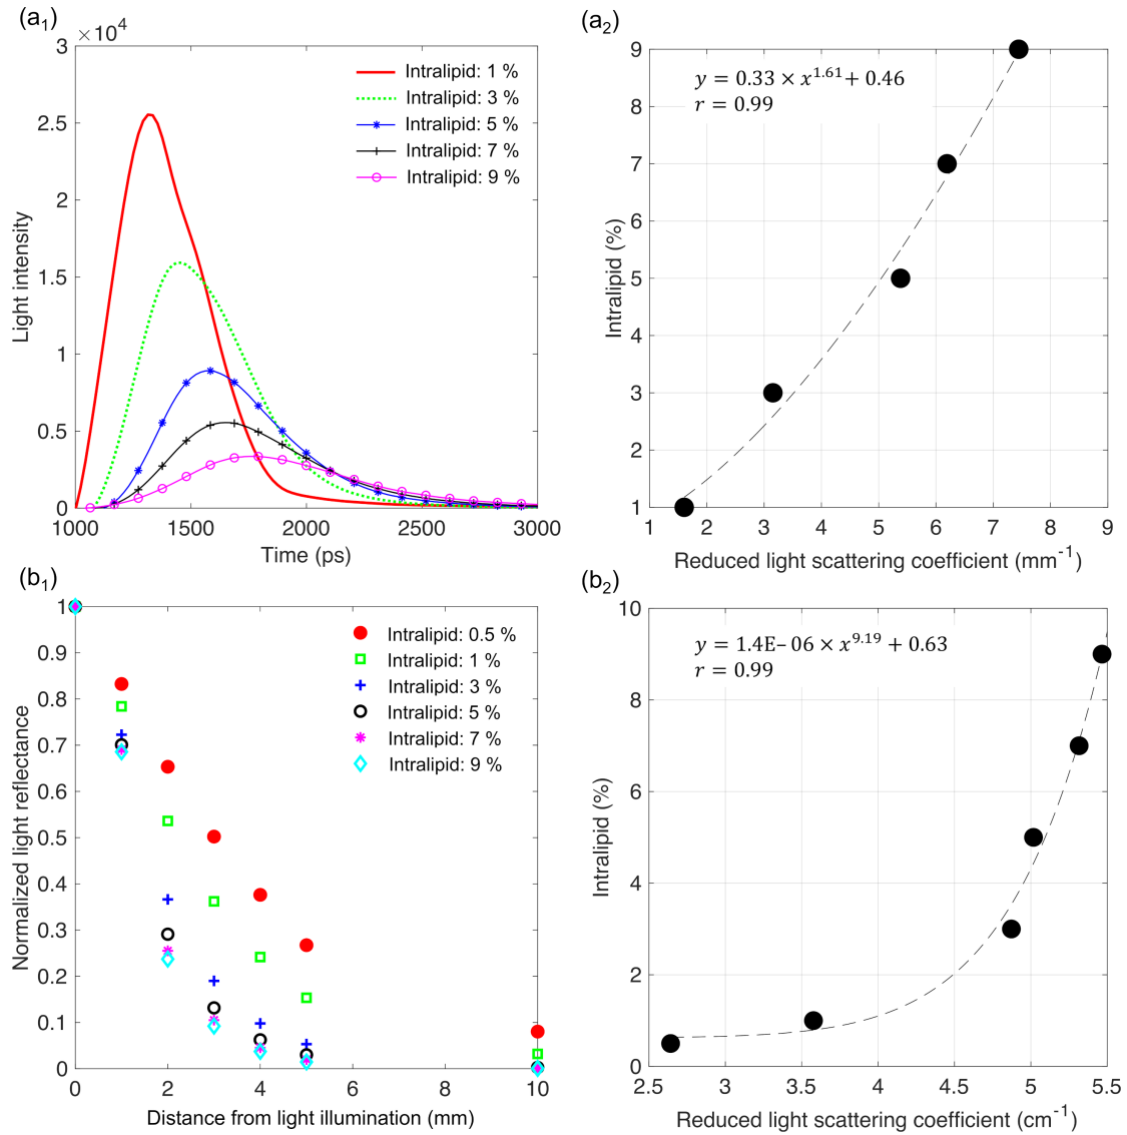 (a₁)
×10⁴
3
2.5
2
1.5
1
0.5
0
Light intensity
Intralipid: 1 %
Intralipid: 3 %
Intralipid: 5 %
Intralipid: 7 %
Intralipid: 9 %
1000 1500 2000 2500 3000
Time (ps)
(a₂)
9
8
7
6
5
4
3
2
1
Intralipid (%)
y = 0.33 × x^1.61 + 0.46
r = 0.99
1 2 3 4 5 6 7 8 9
Reduced light scattering coefficient (mm⁻¹)
(b₁)
1
0.9
0.8
0.7
0.6
0.5
0.4
0.3
0.2
0.1
0
Normalized light reflectance
Intralipid: 0.5 %
Intralipid: 1 %
Intralipid: 3 %
Intralipid: 5 %
Intralipid: 7 %
Intralipid: 9 %
0 2 4 6 8 10
Distance from light illumination (mm)
(b₂)
10
8
6
4
2
0
Intralipid (%)
y = 1.4E– 06 × x^9.19 + 0.63
r = 0.99
2.5 3 3.5 4 4.5 5 5.5
Reduced light scattering coefficient (cm⁻¹)